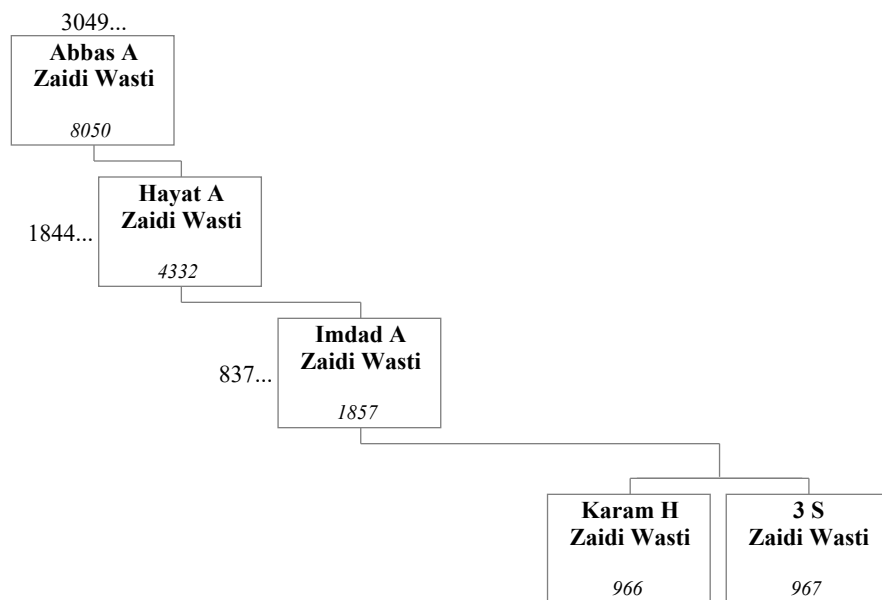 3049...
Abbas A
Zaidi Wasti
8050
Hayat A
Zaidi Wasti
1844...
4332
Imdad A
Zaidi Wasti
837...
1857
Karam H
Zaidi Wasti
966
3 S
Zaidi Wasti
967